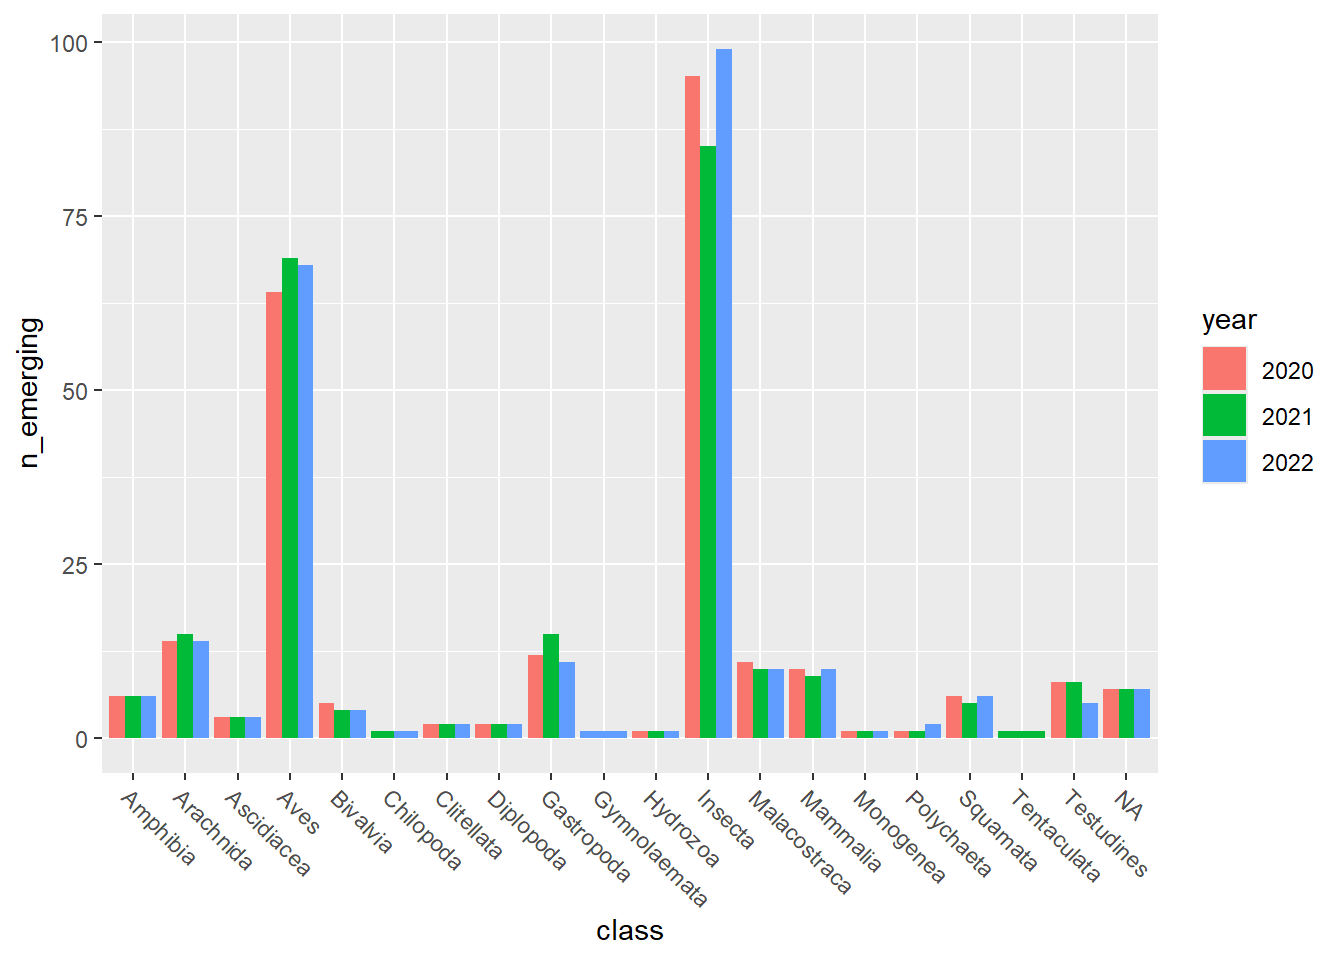 100
75
50
25
0
n_emerging
Amphibia
Arachnida
Ascidiacea
Aves
Bivalvia
Chilopoda
Clitellata
Diplopoda
Gastropoda
Gymnolaemata
Hydrozoa
Insecta
Malacostraca
Mammalia
Monogenea
Polychaeta
Squamata
Tentaculata
Testudines
NA
class
year
2020
2021
2022